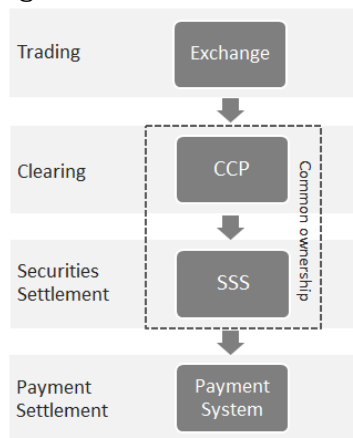 Trading
Exchange
Clearing
CCP
Common ownership
Securities
Settlement
SSS
Payment
Settlement
Payment
System